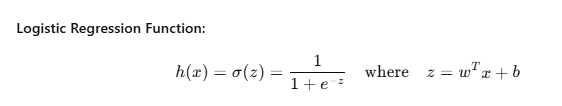 Logistic Regression Function:
h(x) = σ(z) = 1 / (1 + e^{-z}) where z = w^T x + b